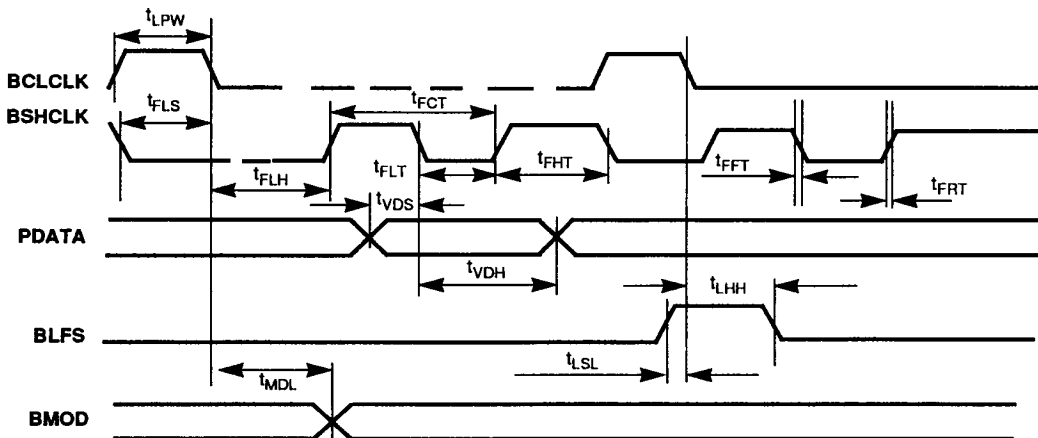 tLPW
BCLCLK
BSHCLK
tFLS
tFCT
tFLT
tFHT
tFFT
tFLH
tFRT
tVDS
PDATA
tVDH
tLHH
BLFS
tLSL
tMDL
BMOD